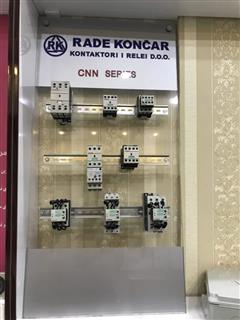 RK
RADE KONČAR
KONTAKTORI I RELEI D.O.O.
CNN SERIES